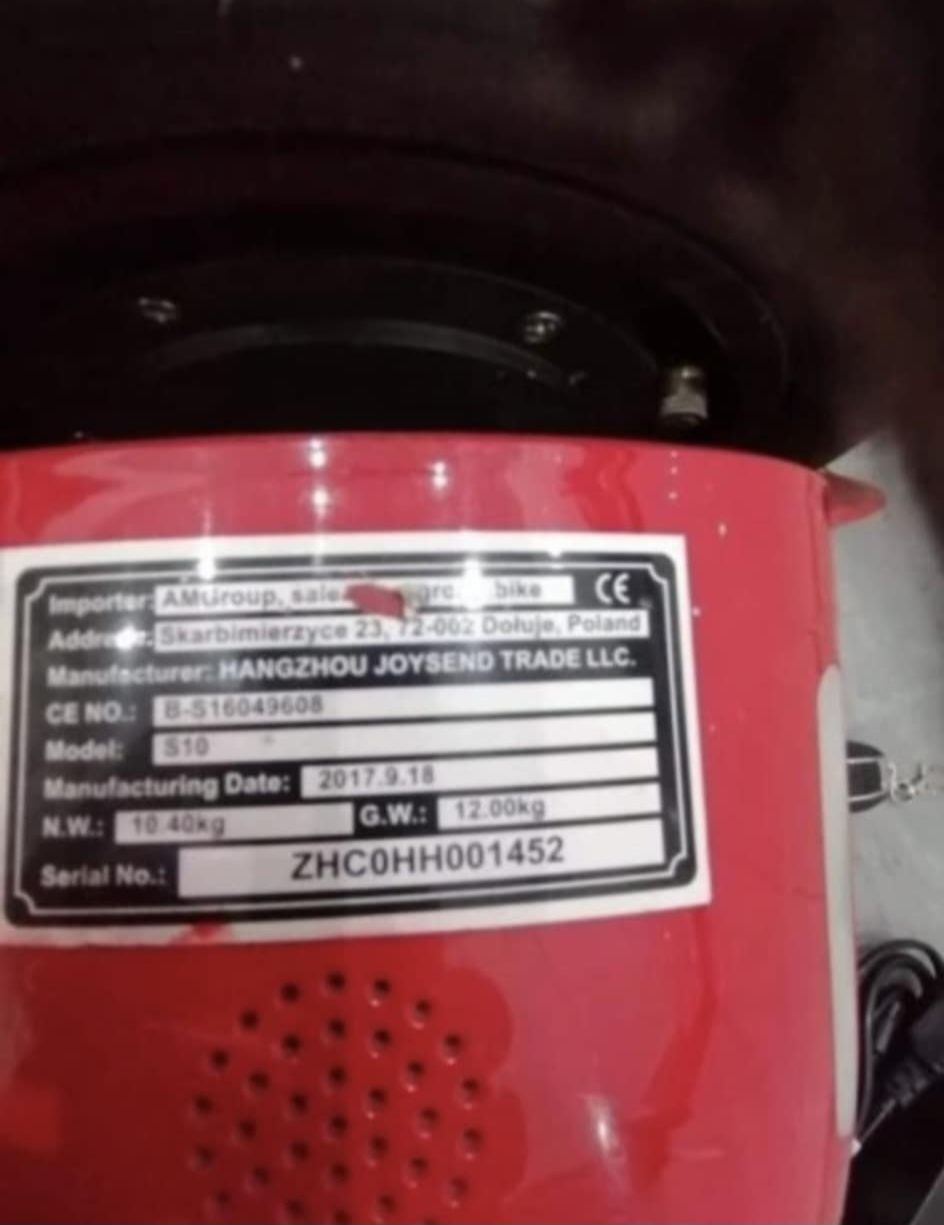 Importer: AMGroup, bike CE
Address: Skarbimierzyce 23, 72-002 Dołuje, Poland
Manufacturer: HANGZHOU JOYSEND TRADE LLC.
CE NO.: B-S16049608
Model: S10
Manufacturing Date: 2017.9.18
N.W.: 10.40kg G.W.: 12.00kg
Serial No.: ZHC0HH001452